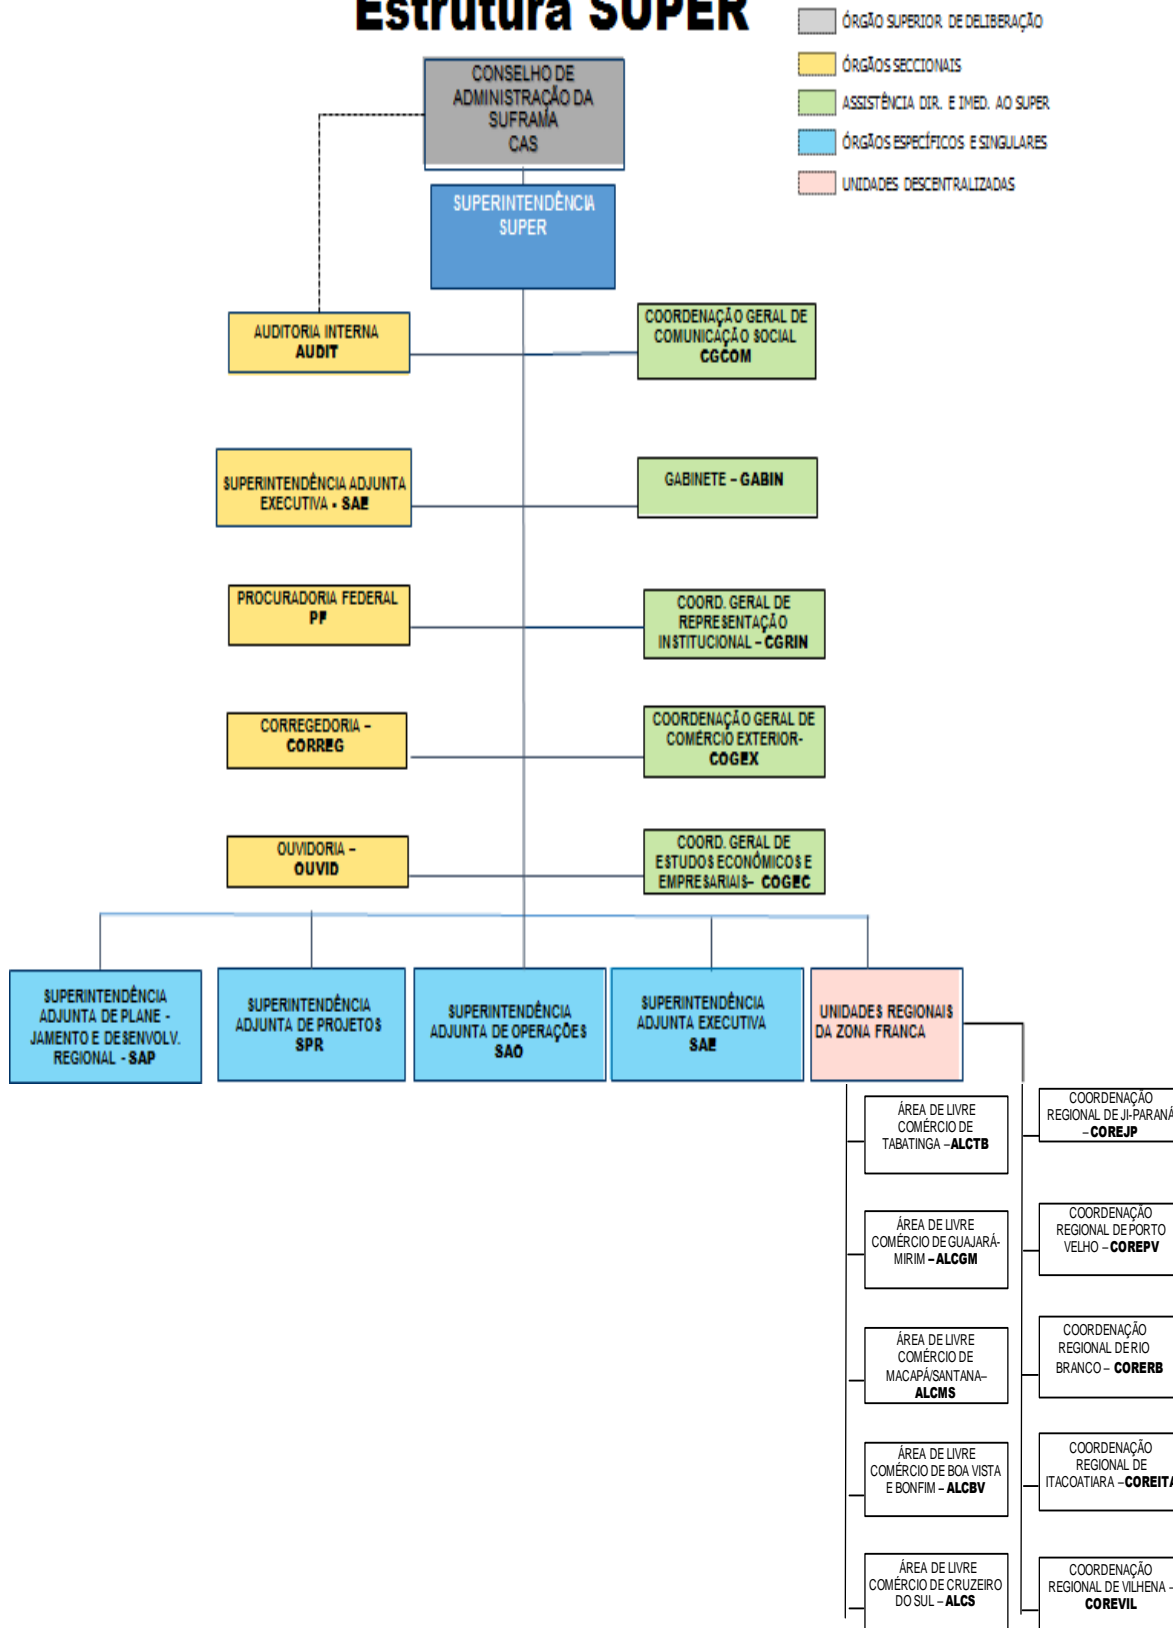 Estrutura SUPER
ÓRGÃO SUPERIOR DE DELIBERAÇÃO
ÓRGÃOS SECCIONAIS
ASSISTÊNCIA DIR. E IMED. AO SUPER
ÓRGÃOS ESPECÍFICOS E SINGULARES
UNIDADES DESCENTRALIZADAS
CONSELHO DE
ADMINISTRAÇÃO DA
SUFRAMA
CAS
SUPERINTENDÊNCIA
SUPER
AUDITORIA INTERNA
AUDIT
COORDENAÇÃO GERAL DE
COMUNICAÇÃO SOCIAL
CGCOM
SUPERINTENDÊNCIA ADJUNTA
EXECUTIVA - SAE
GABINETE – GABIN
PROCURADORIA FEDERAL
PF
COORD. GERAL DE
REPRESENTAÇÃO
INSTITUCIONAL – CGRIN
CORREGEDORIA –
CORREG
COORDENAÇÃO GERAL DE
COMÉRCIO EXTERIOR-
COGEX
OUVIDORIA –
OUVID
COORD. GERAL DE
ESTUDOS ECONÔMICOS E
EMPRESARIAIS– COGEC
SUPERINTENDÊNCIA
ADJUNTA DE PLANE -
JAMENTO E DESENVOLV.
REGIONAL - SAP
SUPERINTENDÊNCIA
ADJUNTA DE PROJETOS
SPR
SUPERINTENDÊNCIA
ADJUNTA DE OPERAÇÕES
SAO
SUPERINTENDÊNCIA
ADJUNTA EXECUTIVA
SAE
UNIDADES REGIONAIS
DA ZONA FRANCA
ÁREA DE LIVRE
COMÉRCIO DE
TABATINGA – ALCTB
ÁREA DE LIVRE
COMÉRCIO DE GUAJARÁ-
MIRIM – ALCGM
ÁREA DE LIVRE
COMÉRCIO DE
MACAPÁ/SANTANA–
ALCMS
ÁREA DE LIVRE
COMÉRCIO DE BOA VISTA
E BONFIM – ALCBV
ÁREA DE LIVRE
COMÉRCIO DE CRUZEIRO
DO SUL – ALCS
COORDENAÇÃO
REGIONAL DE JI-PARANÁ
– COREJP
COORDENAÇÃO
REGIONAL DE PORTO
VELHO – COREPV
COORDENAÇÃO
REGIONAL DE RIO
BRANCO – CORERB
COORDENAÇÃO
REGIONAL DE
ITACOATIARA – COREITA
COORDENAÇÃO
REGIONAL DE VILHENA –
COREVIL